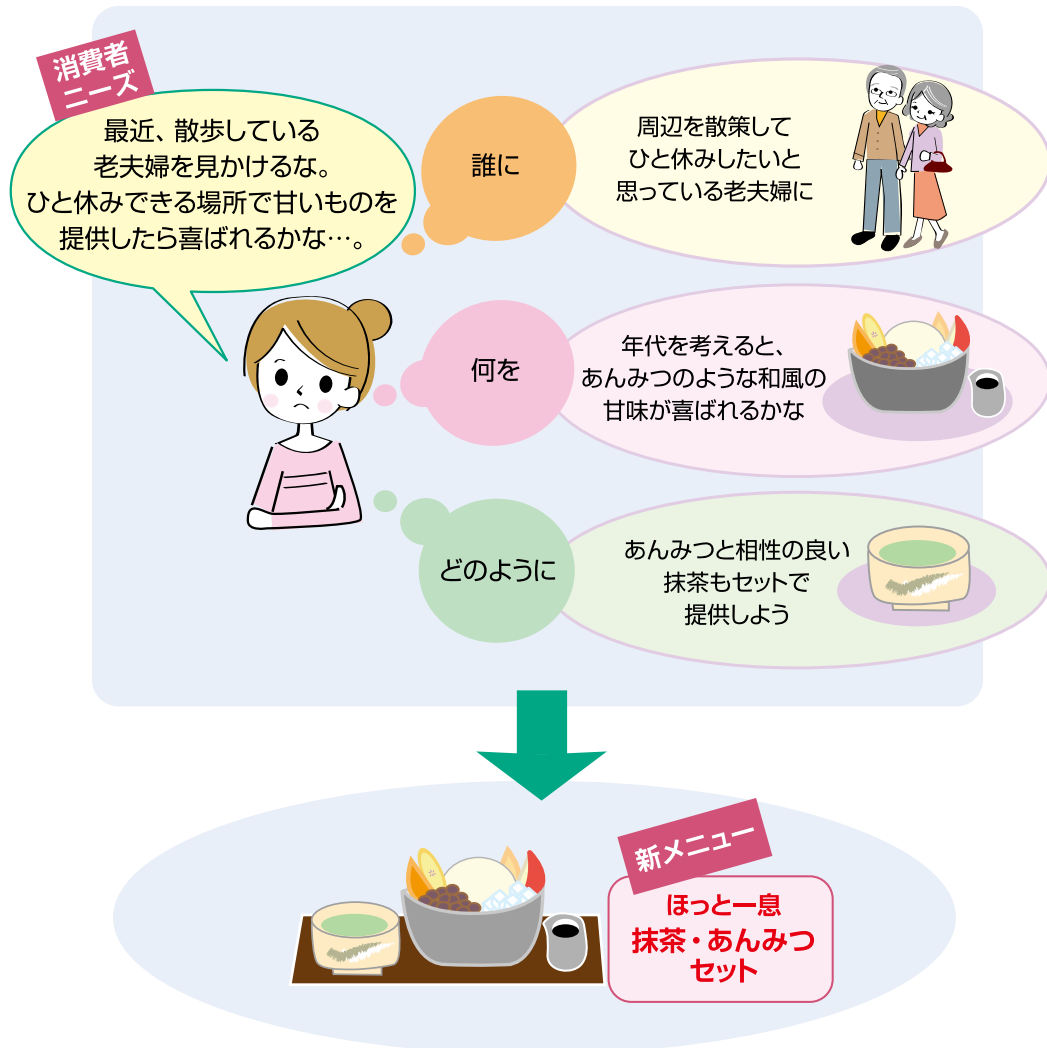 消費者
ニーズ
最近、散歩している
老夫婦を見かけるな。
ひと休みできる場所で甘いものを
提供したら喜ばれるかな…。
誰に
周辺を散策して
ひと休みしたいと
思っている老夫婦に
何を
年代を考えると、
あんみつのような和風の
甘味が喜ばれるかな
どのように
あんみつと相性の良い
抹茶もセットで
提供しよう
新メニュー
ほっと一息
抹茶・あんみつ
セット